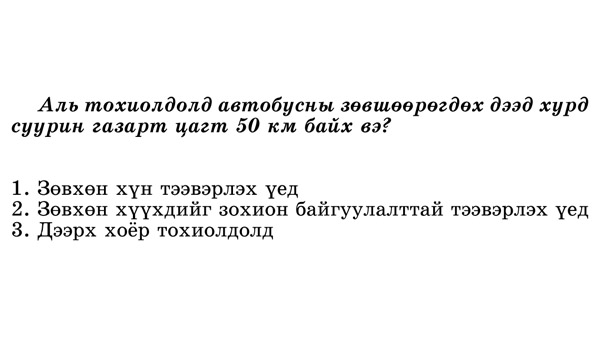 Аль тохиолдолд автобусны зөвшөөрөгдөх дээд хурд
суурин газарт цагт 50 км байх вэ?
1. Зөвхөн хүн тээвэрлэх үед
2. Зөвхөн хүүхдийг зохион байгуулалттай тээвэрлэх үед
3. Дээрх хоёр тохиолдолд